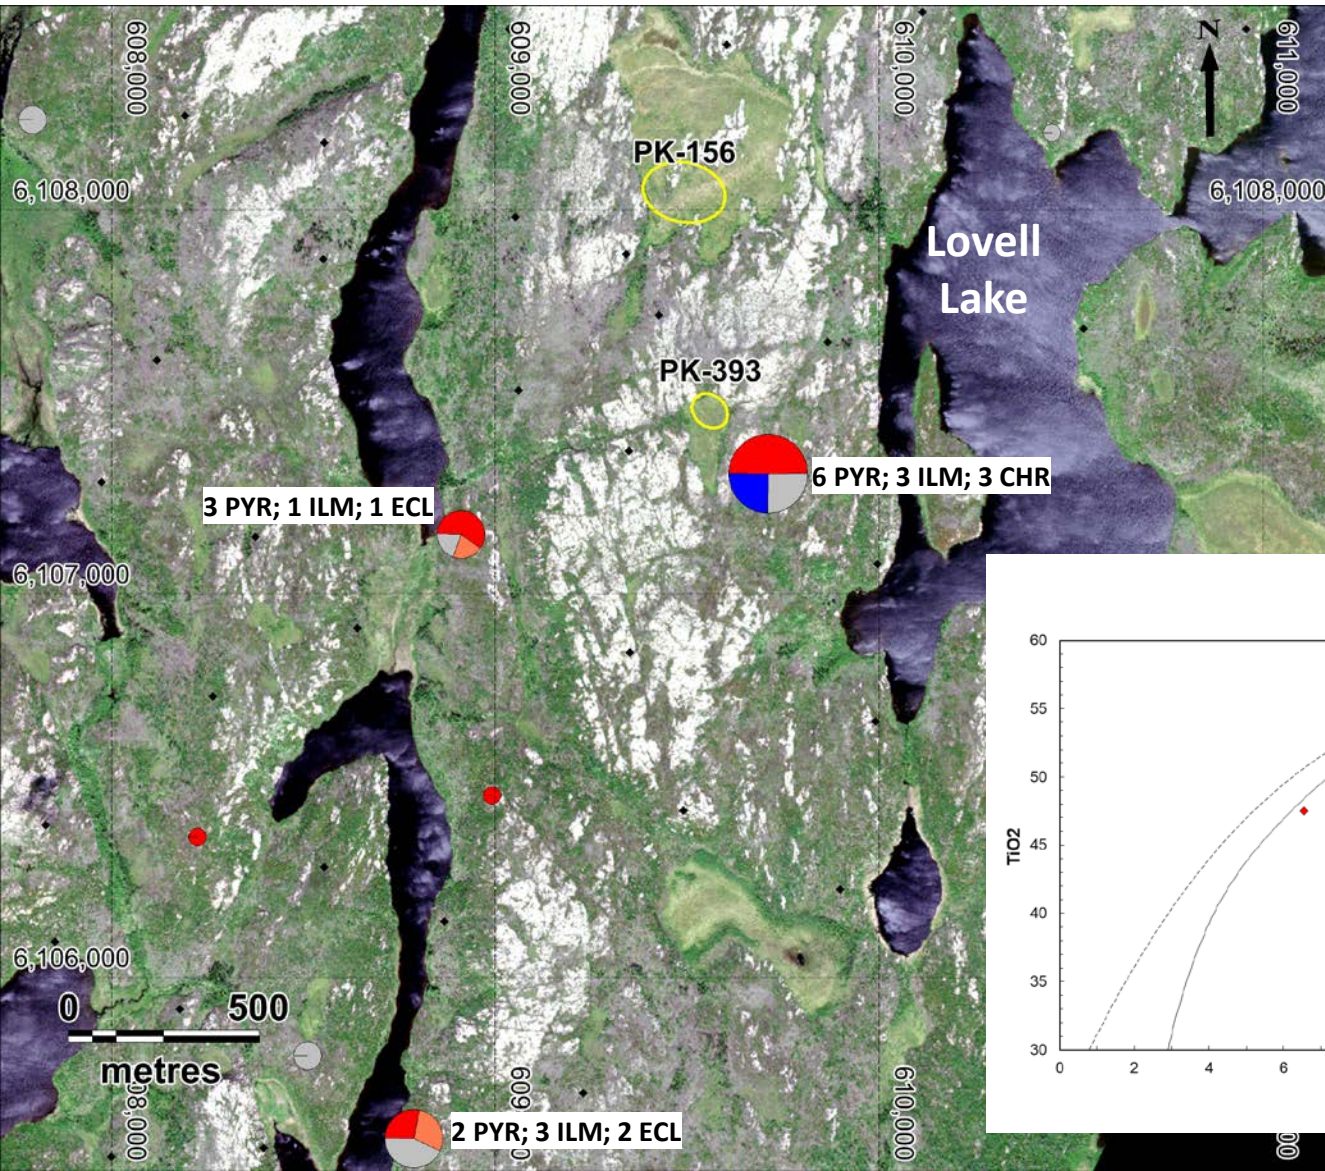 608,000
609,000
610,000
611,000
N
PK-156
6,108,000
6,108,000
Lovell
Lake
PK-393
6 PYR; 3 ILM; 3 CHR
3 PYR; 1 ILM; 1 ECL
6,107,000
60
55
50
45
40
35
30
TiO2
0
2
4
6
6,106,000
0
500
metres
2 PYR; 3 ILM; 2 ECL
08,000
609
610,000